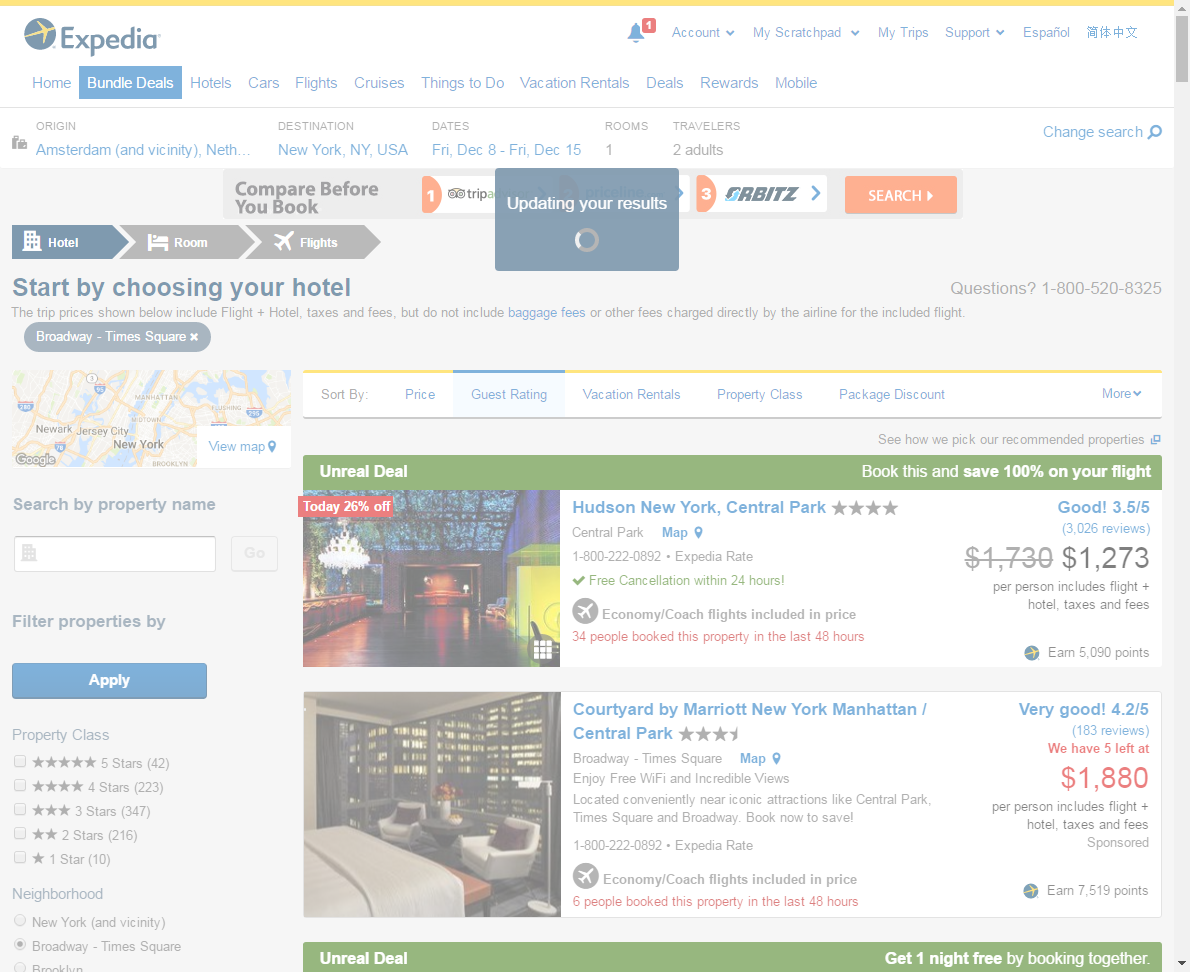 Expedia
1
Account
My Scratchpad
My Trips
Support
Español
简体中文
Home
Bundle Deals
Hotels
Cars
Flights
Cruises
Things to Do
Vacation Rentals
Deals
Rewards
Mobile
ORIGIN
Amsterdam (and vicinity), Neth...
DESTINATION
New York, NY, USA
DATES
Fri, Dec 8 - Fri, Dec 15
ROOMS
1
TRAVELERS
2 adults
Change search
Compare Before
You Book
1
Updating your results
priceline
3 ORBITZ
SEARCH
Hotel
Room
Flights
Start by choosing your hotel
Questions? 1-800-520-8325
The trip prices shown below include Flight + Hotel, taxes and fees, but do not include baggage fees or other fees charged directly by the airline for the included flight.
Broadway - Times Square ×
1
95
MANHATTAN
280
FLUSHING
295
MIDTOWN
Newark
Jersey City
78
New York
BROOKLYN
Google
View map
Sort By:
Price
Guest Rating
Vacation Rentals
Property Class
Package Discount
More
See how we pick our recommended properties
Search by property name
Go
Filter properties by
Apply
Property Class
★★★★★ 5 Stars (42)
★★★★ 4 Stars (223)
★★★ 3 Stars (347)
★★ 2 Stars (216)
★ 1 Star (10)
Neighborhood
New York (and vicinity)
Broadway - Times Square
Brooklyn
Unreal Deal
Book this and save 100% on your flight
Today 26% off
Hudson New York, Central Park ★★★★
Central Park Map
1-800-222-0892 • Expedia Rate
Free Cancellation within 24 hours!
Economy/Coach flights included in price
34 people booked this property in the last 48 hours
Good! 3.5/5
(3,026 reviews)
$1,730 $1,273
per person includes flight +
hotel, taxes and fees
Earn 5,090 points
Courtyard by Marriott New York Manhattan /
Central Park
Broadway - Times Square Map
Enjoy Free WiFi and Incredible Views
Located conveniently near iconic attractions like Central Park,
Times Square and Broadway. Book now to save!
1-800-222-0892 • Expedia Rate
Economy/Coach flights included in price
6 people booked this property in the last 48 hours
Very good! 4.2/5
(183 reviews)
We have 5 left at
$1,880
per person includes flight +
hotel, taxes and fees
Sponsored
Earn 7,519 points
Unreal Deal
Get 1 night free by booking together.